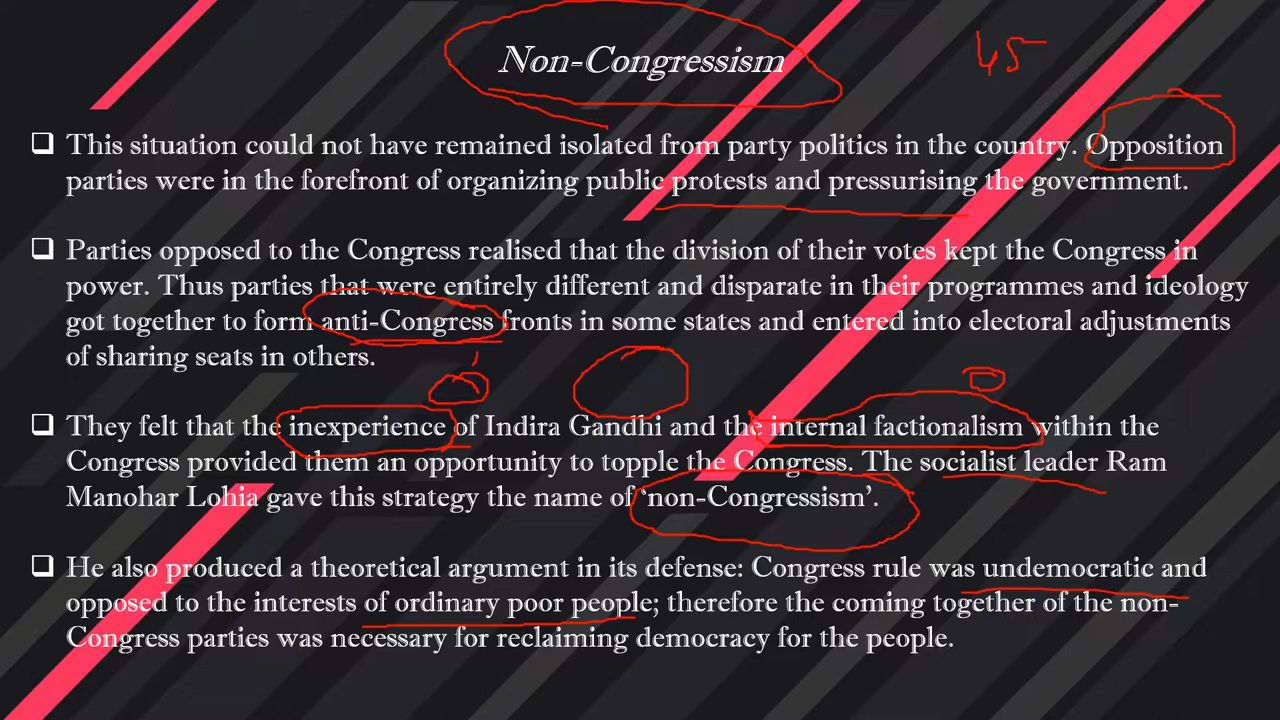 Non-Congressism
45
❑ This situation could not have remained isolated from party politics in the country. Opposition
parties were in the forefront of organizing public protests and pressurising the government.
❑ Parties opposed to the Congress realised that the division of their votes kept the Congress in
power. Thus parties that were entirely different and disparate in their programmes and ideology
got together to form anti-Congress fronts in some states and entered into electoral adjustments
of sharing seats in others.
❑ They felt that the inexperience of Indira Gandhi and the internal factionalism within the
Congress provided them an opportunity to topple the Congress. The socialist leader Ram
Manohar Lohia gave this strategy the name of ‘non-Congressism’.
❑ He also produced a theoretical argument in its defense: Congress rule was undemocratic and
opposed to the interests of ordinary poor people; therefore the coming together of the non-
Congress parties was necessary for reclaiming democracy for the people.